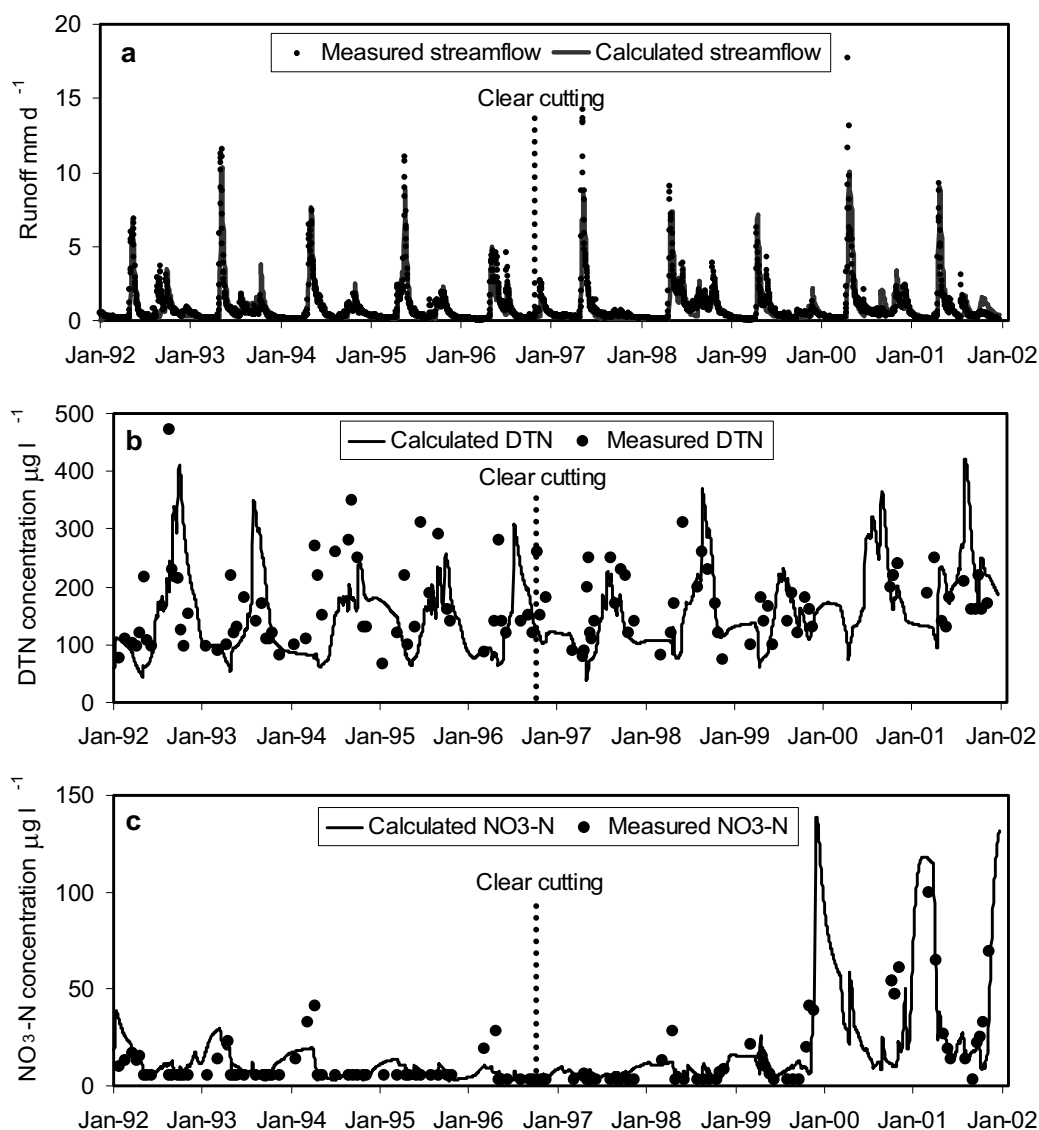 a
Measured streamflow
Calculated streamflow
Clear cutting
Runoff mm d -1
20
15
10
5
0
Jan-92 Jan-93 Jan-94 Jan-95 Jan-96 Jan-97 Jan-98 Jan-99 Jan-00 Jan-01 Jan-02
b
Calculated DTN
Measured DTN
Clear cutting
DTN concentration µg l -1
500
400
300
200
100
0
Jan-92 Jan-93 Jan-94 Jan-95 Jan-96 Jan-97 Jan-98 Jan-99 Jan-00 Jan-01 Jan-02
c
Calculated NO3-N
Measured NO3-N
Clear cutting
NO3-N concentration µg l -1
150
100
50
0
Jan-92 Jan-93 Jan-94 Jan-95 Jan-96 Jan-97 Jan-98 Jan-99 Jan-00 Jan-01 Jan-02